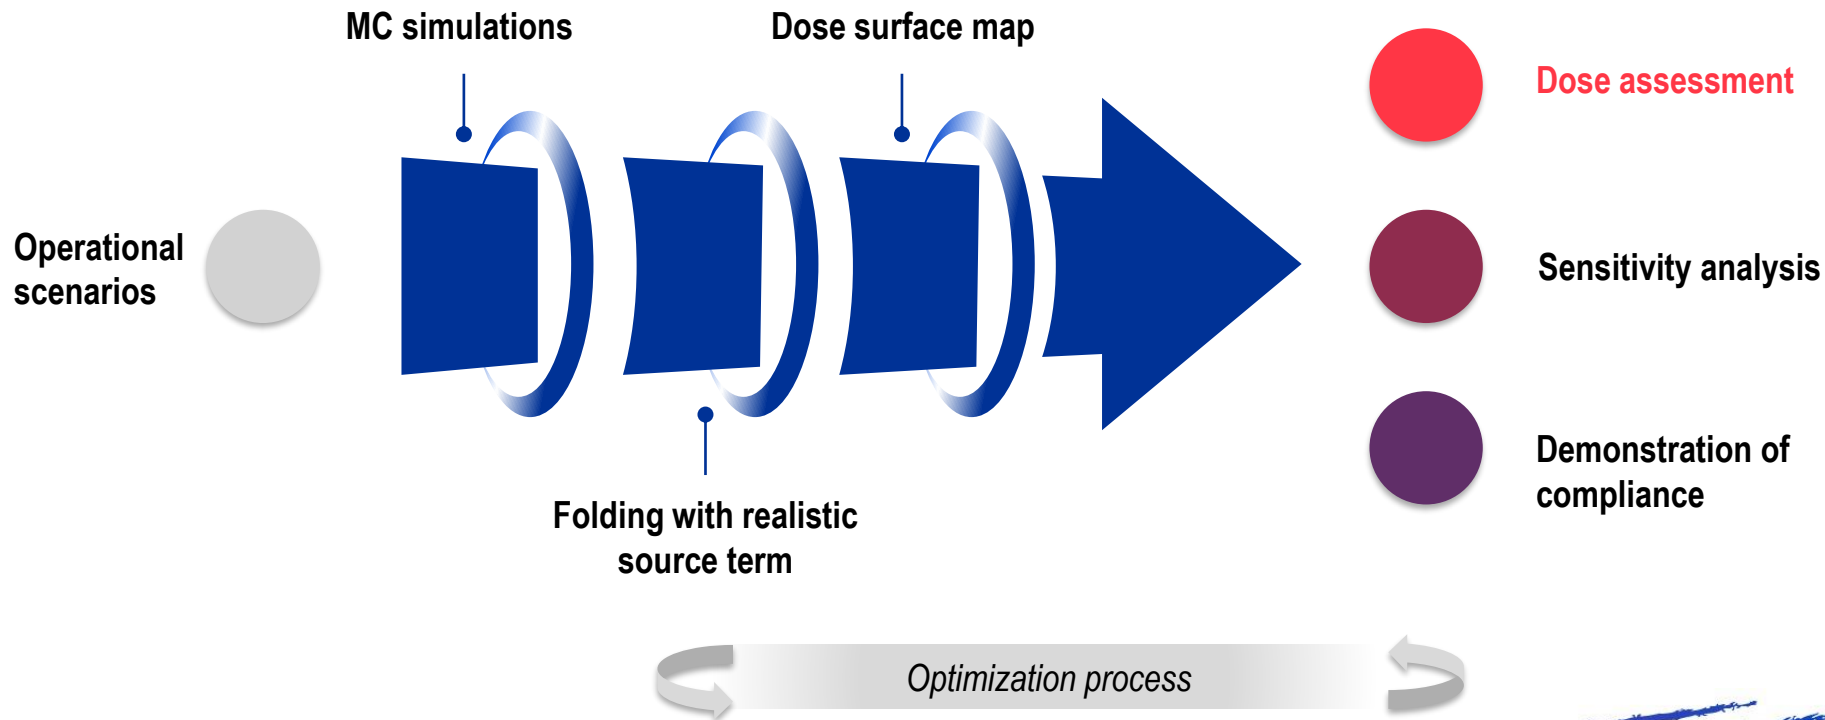 MC simulations
Dose surface map
Dose assessment
Operational
scenarios
Sensitivity analysis
Demonstration of
compliance
Folding with realistic
source term
Optimization process